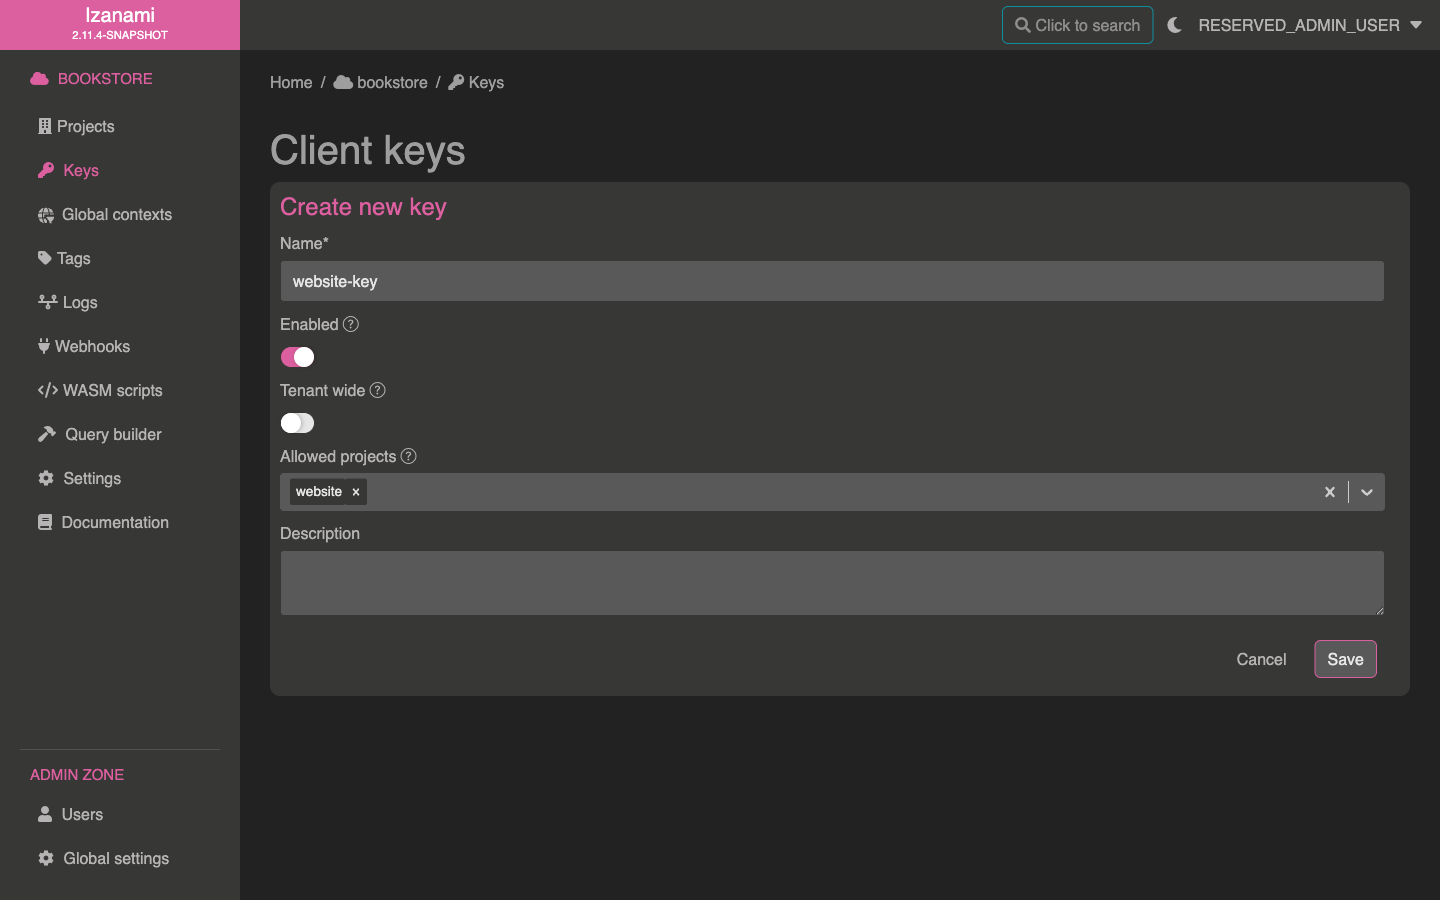 Izanami
2.11.4-SNAPSHOT
Click to search
RESERVED_ADMIN_USER
BOOKSTORE
Projects
Keys
Global contexts
Tags
Logs
Webhooks
WASM scripts
Query builder
Settings
Documentation
ADMIN ZONE
Users
Global settings
Home / bookstore / Keys
Client keys
Create new key
Name*
website-key
Enabled ?
Tenant wide ?
Allowed projects ?
website ×
Description
Cancel
Save